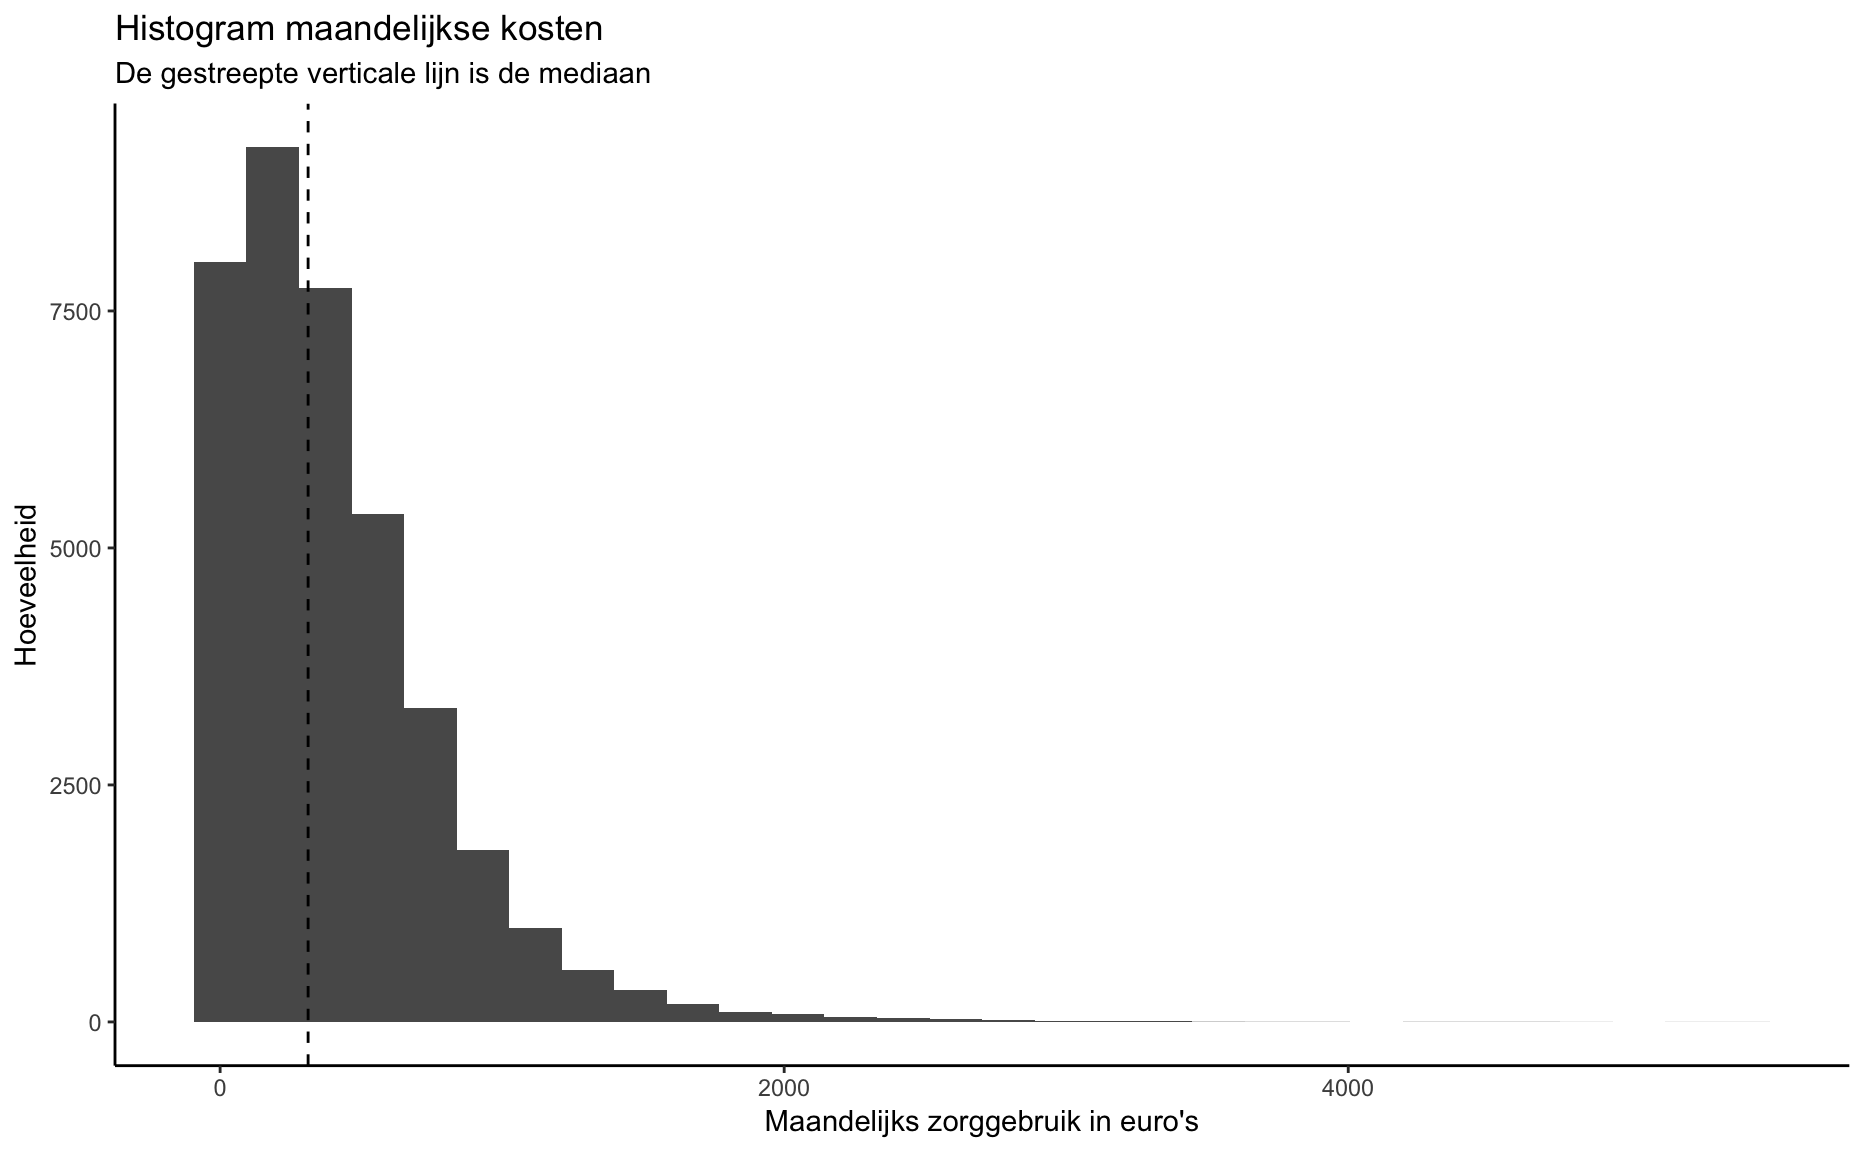 Histogram maandelijkse kosten
De gestreepte verticale lijn is de mediaan
Hoeveelheid
7500
5000
2500
0
0
2000
4000
Maandelijks zorggebruik in euro's